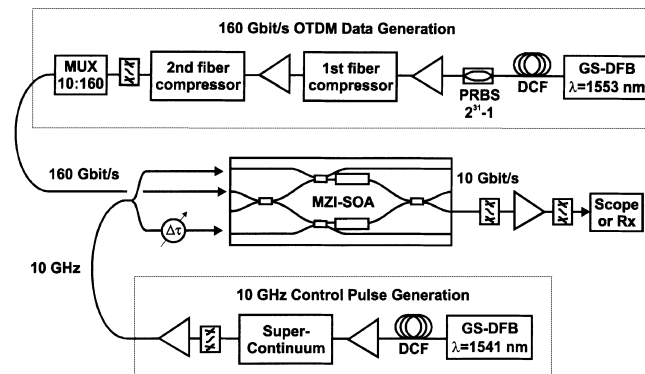 160 Gbit/s OTDM Data Generation
MUX
10:160
2nd fiber
compressor
1st fiber
compressor
PRBS
2³¹-1
DCF
GS-DFB
λ=1553 nm
160 Gbit/s
MZI-SOA
10 Gbit/s
Scope
or Rx
Δτ
10 GHz
10 GHz Control Pulse Generation
Super-
Continuum
DCF
GS-DFB
λ=1541 nm